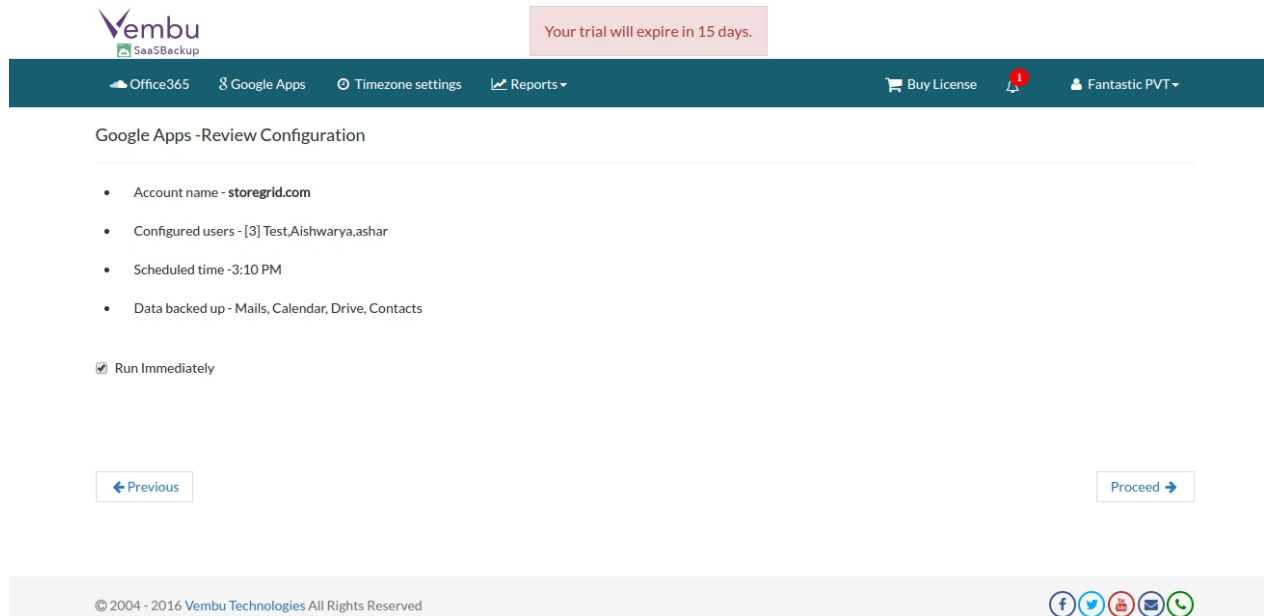 Vembu
SaaSBackup
Your trial will expire in 15 days.
Office365 Google Apps Timezone settings Reports Buy License 1 Fantastic PVT
Google Apps -Review Configuration
• Account name - storegrid.com
• Configured users - [3] Test,Aishwarya,ashar
• Scheduled time -3:10 PM
• Data backed up - Mails, Calendar, Drive, Contacts
Run Immediately
Previous Proceed
© 2004 - 2016 Vembu Technologies All Rights Reserved